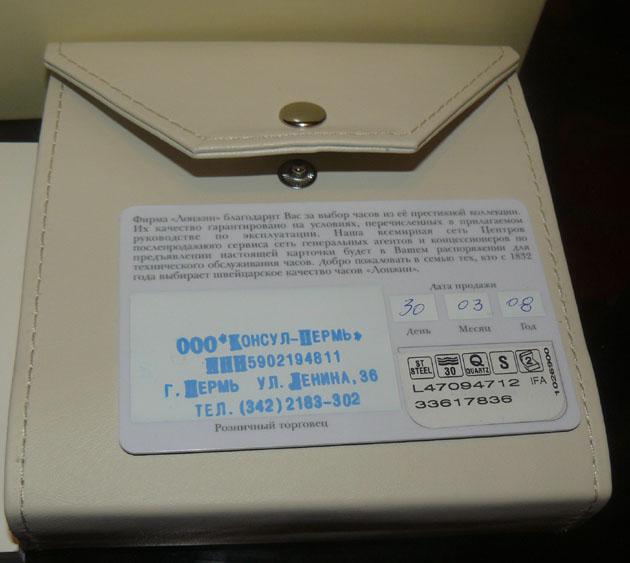 Фирма «Лонжин» благодарит Вас за выбор часов из её престижной коллекции.
Их качество гарантировано на условиях, перечисленных в прилагаемом
руководстве по эксплуатации. Наша всемирная сеть Центров
послепродажного сервиса сеть генеральных агентов и концессионеров по
предъявлении настоящей карточки будет в Вашем распоряжении для
технического обслуживания часов. Добро пожаловать в семью тех, кто с 1832
года выбирает швейцарское качество часов «Лонжин».
Дата продажи
30 03 08
День Месяц Год
ООО"Консул-Пермь"
ИНН5902194811
Г. Пермь ул. Ленина,36
ТЕЛ. (342)2183-302
Розничный торговец
ST STEEL 30 Q QUARTZ S 2
L47094712 IFA
33617836
1026900